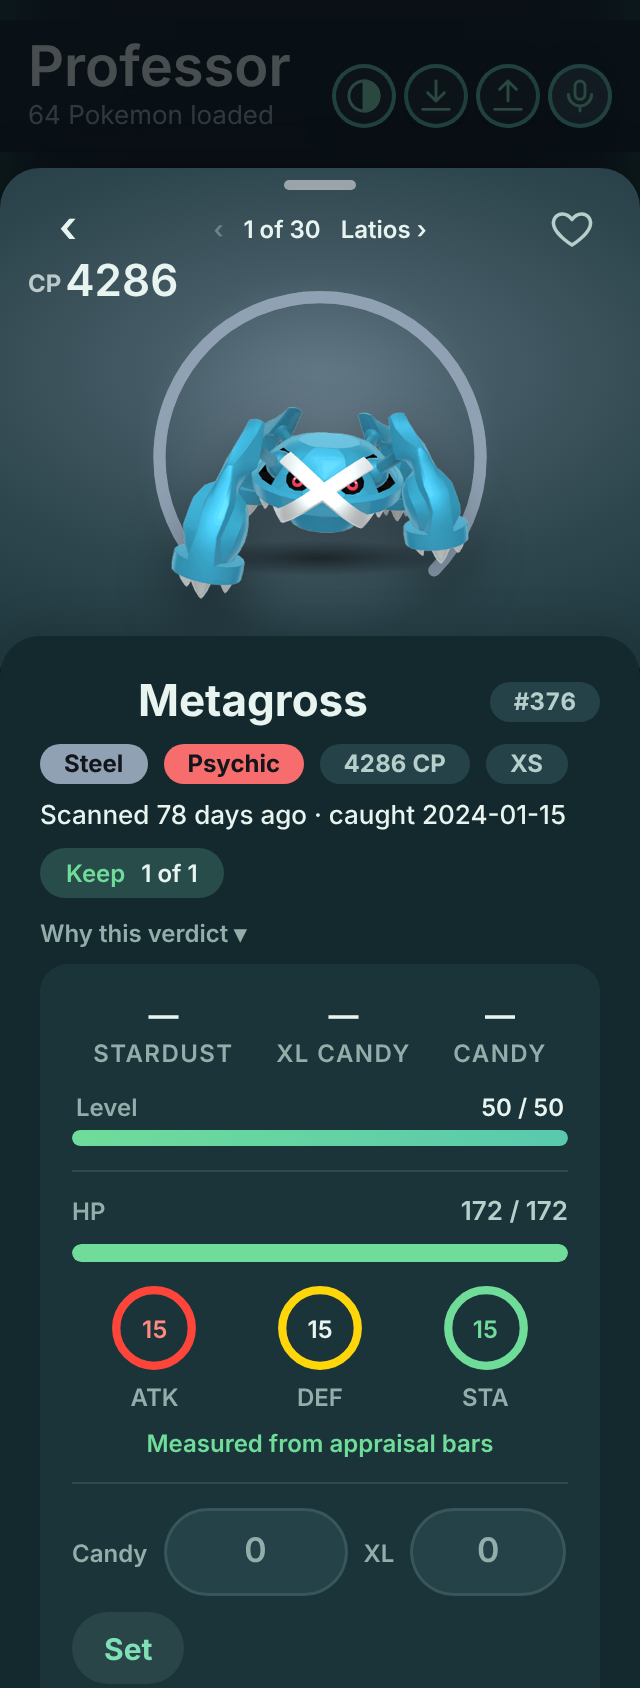 Professor
64 Pokemon loaded
‹ 1 of 30 Latios ›
CP 4286
Metagross #376
Steel Psychic 4286 CP XS
Scanned 78 days ago · caught 2024-01-15
Keep 1 of 1
Why this verdict ▾
— — —
STARDUST XL CANDY CANDY
Level 50 / 50
HP 172 / 172
15 15 15
ATK DEF STA
Measured from appraisal bars
Candy 0 XL 0
Set